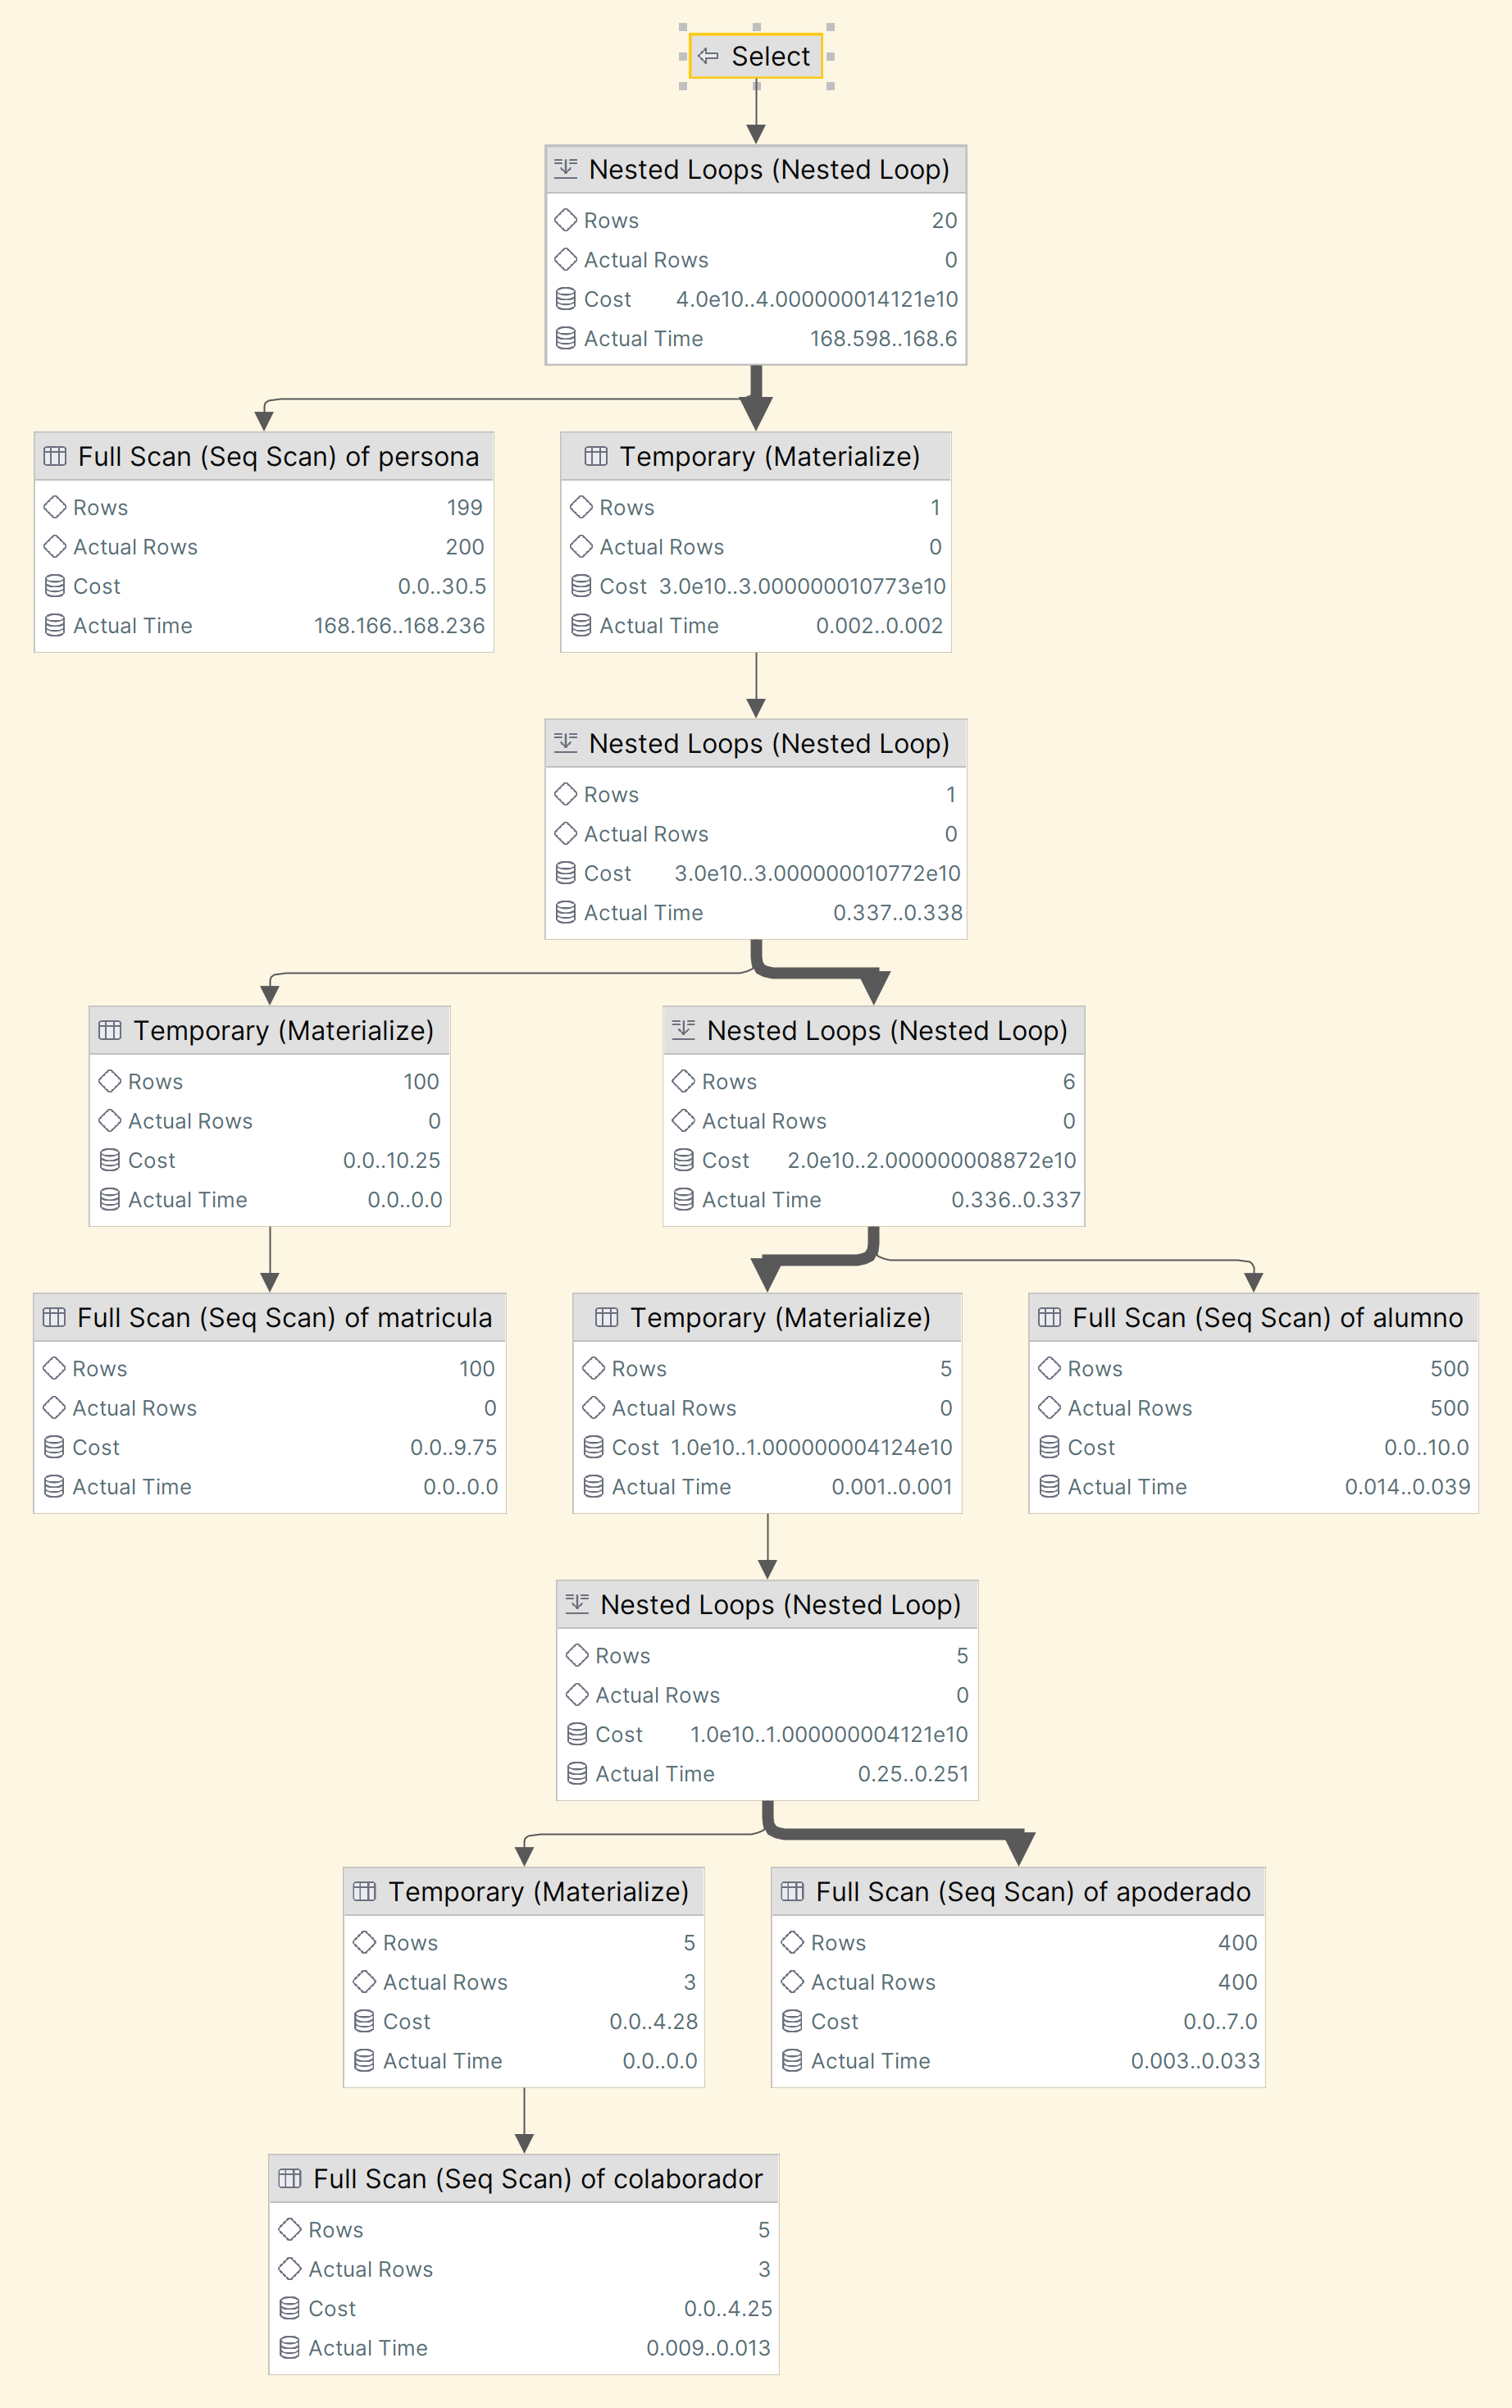 Select
Nested Loops (Nested Loop)
Rows 20
Actual Rows 0
Cost 4.0e10..4.000000014121e10
Actual Time 168.598..168.6
Full Scan (Seq Scan) of persona
Rows 199
Actual Rows 200
Cost 0.0..30.5
Actual Time 168.166..168.236
Temporary (Materialize)
Rows 1
Actual Rows 0
Cost 3.0e10..3.000000010773e10
Actual Time 0.002..0.002
Nested Loops (Nested Loop)
Rows 1
Actual Rows 0
Cost 3.0e10..3.000000010772e10
Actual Time 0.337..0.338
Temporary (Materialize)
Rows 100
Actual Rows 0
Cost 0.0..10.25
Actual Time 0.0..0.0
Nested Loops (Nested Loop)
Rows 6
Actual Rows 0
Cost 2.0e10..2.000000008872e10
Actual Time 0.336..0.337
Full Scan (Seq Scan) of matricula
Rows 100
Actual Rows 0
Cost 0.0..9.75
Actual Time 0.0..0.0
Temporary (Materialize)
Rows 5
Actual Rows 0
Cost 1.0e10..1.000000004124e10
Actual Time 0.001..0.001
Full Scan (Seq Scan) of alumno
Rows 500
Actual Rows 500
Cost 0.0..10.0
Actual Time 0.014..0.039
Nested Loops (Nested Loop)
Rows 5
Actual Rows 0
Cost 1.0e10..1.000000004121e10
Actual Time 0.25..0.251
Temporary (Materialize)
Rows 5
Actual Rows 3
Cost 0.0..4.28
Actual Time 0.0..0.0
Full Scan (Seq Scan) of apoderado
Rows 400
Actual Rows 400
Cost 0.0..7.0
Actual Time 0.003..0.033
Full Scan (Seq Scan) of colaborador
Rows 5
Actual Rows 3
Cost 0.0..4.25
Actual Time 0.009..0.013